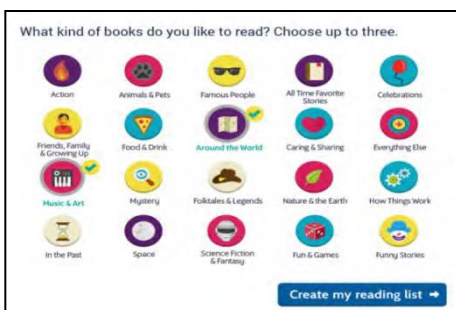 What kind of books do you like to read? Choose up to three.
Action
Animals & Pets
Famous People
All Time Favorite
Stories
Celebrations
Friends, Family
& Growing Up
Food & Drink
Around the World
Caring & Sharing
Everything Else
Music & Art
Mystery
Folktales & Legends
Nature & the Earth
How Things Work
In the Past
Space
Science Fiction
& Fantasy
Fun & Games
Funny Stories
Create my reading list